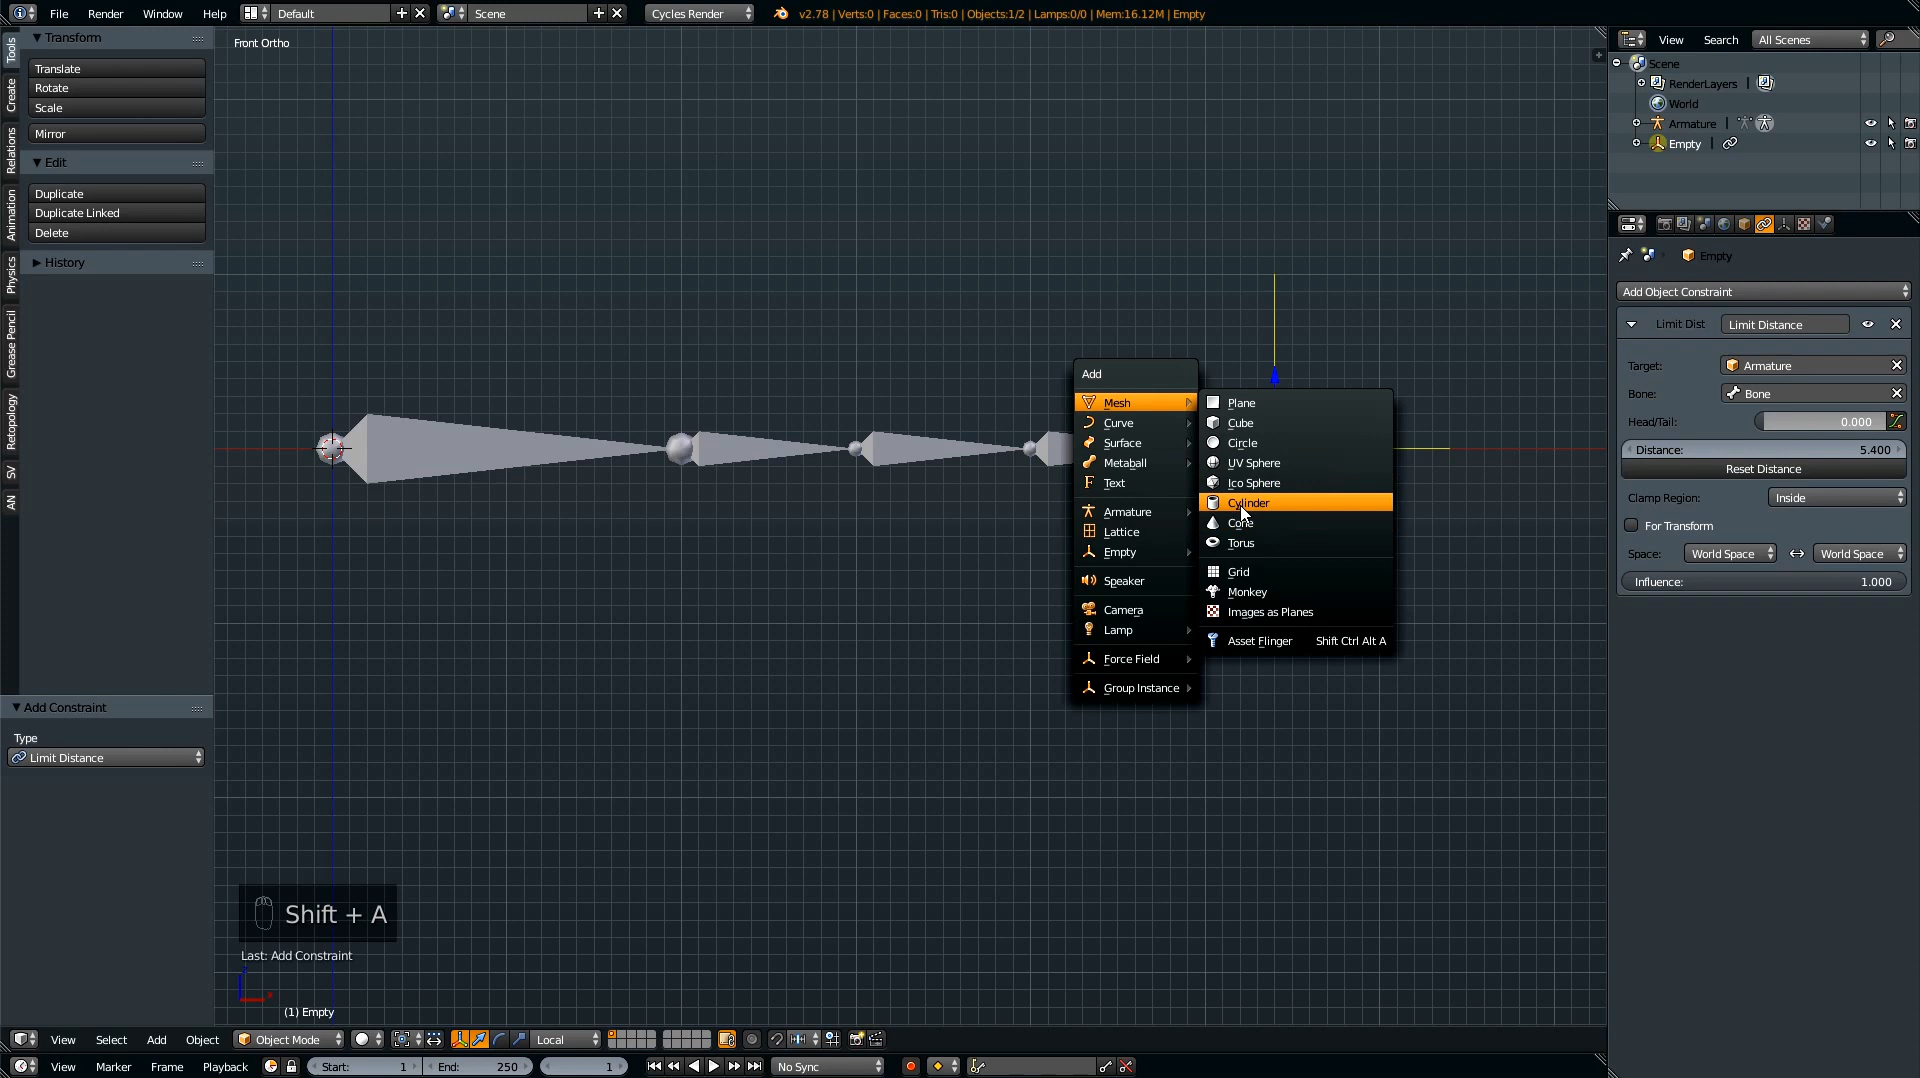 File Render Window Help Default Scene Cycles Render v2.78 | Verts:0 | Faces:0 | Tris:0 | Objects:1/2 | Lamps:0/0 | Mem:16.12M | Empty
Tools
Create
Relations
Animation
Physics
Grease Pencil
Retopology
SV
AN
Transform
Translate
Rotate
Scale
Mirror
Edit
Duplicate
Duplicate Linked
Delete
History
Add Constraint
Type
Limit Distance
Front Ortho
Add
Mesh
Curve
Surface
Metaball
Text
Armature
Lattice
Empty
Speaker
Camera
Lamp
Force Field
Group Instance
Plane
Cube
Circle
UV Sphere
Ico Sphere
Cylinder
Cone
Torus
Grid
Monkey
Images as Planes
Asset Flinger Shift Ctrl Alt A
Shift + A
Last: Add Constraint
(1) Empty
View Search All Scenes
Scene
RenderLayers |
World
Armature |
Empty |
Empty
Add Object Constraint
Limit Dist Limit Distance
Target: Armature
Bone: Bone
Head/Tail: 0.000
Distance: 5.400
Reset Distance
Clamp Region: Inside
For Transform
Space: World Space World Space
Influence: 1.000
View Select Add Object Object Mode Local
View Marker Frame Playback Start: 1 End: 250 1 No Sync